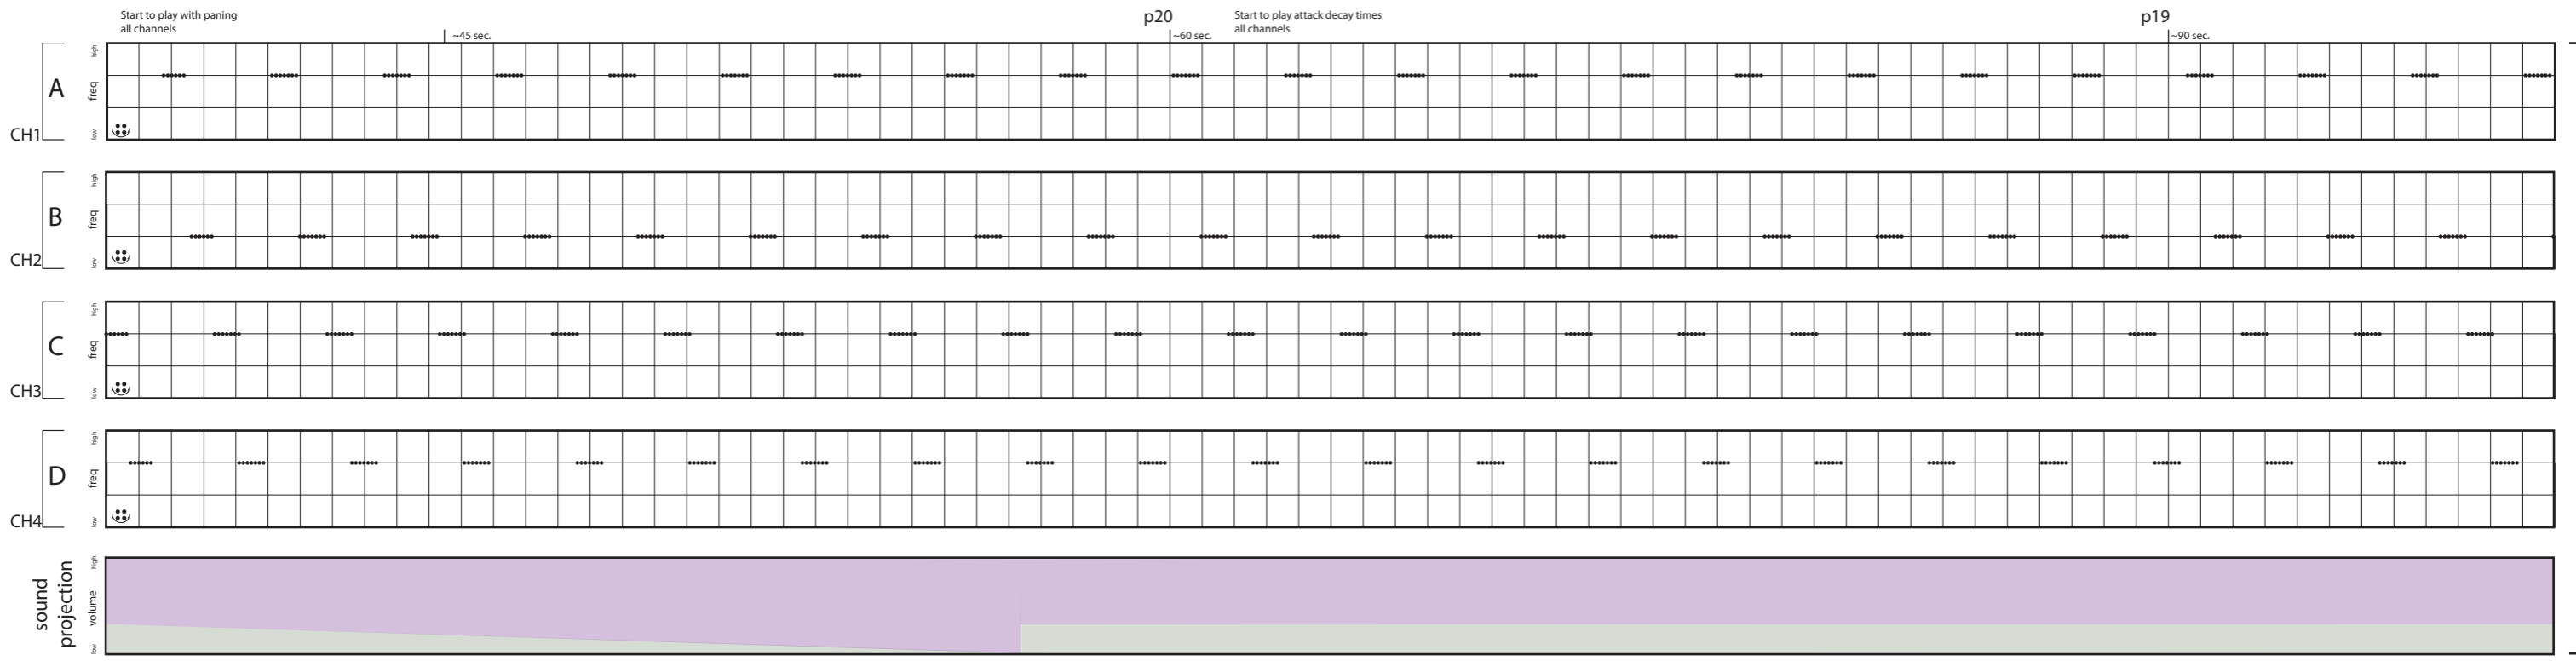 Start to play with paning
all channels
~45 sec.
p20
~60 sec.
Start to play attack decay times
all channels
p19
~90 sec.
A
CH1
high
freq
low
B
CH2
high
freq
low
C
CH3
high
freq
low
D
CH4
high
freq
low
sound
projection
high
volume
low